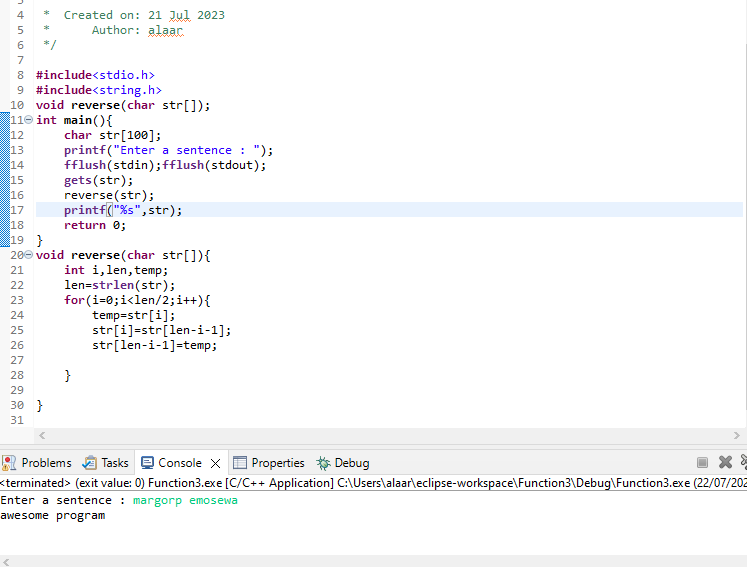 4 * Created on: 21 Jul 2023
5 * Author: alaar
6 */
7
8 #include<stdio.h>
9 #include<string.h>
10 void reverse(char str[]);
11 int main(){
12 char str[100];
13 printf("Enter a sentence : ");
14 fflush(stdin);fflush(stdout);
15 gets(str);
16 reverse(str);
17 printf("%s",str);
18 return 0;
19 }
20 void reverse(char str[]){
21 int i,len,temp;
22 len=strlen(str);
23 for(i=0;i<len/2;i++){
24 temp=str[i];
25 str[i]=str[len-i-1];
26 str[len-i-1]=temp;
27
28 }
29
30 }
31
Problems Tasks Console Properties Debug
<terminated> (exit value: 0) Function3.exe [C/C++ Application] C:\Users\alaar\eclipse-workspace\Function3\Debug\Function3.exe (22/07/202
Enter a sentence : margorp emosewa
awesome program